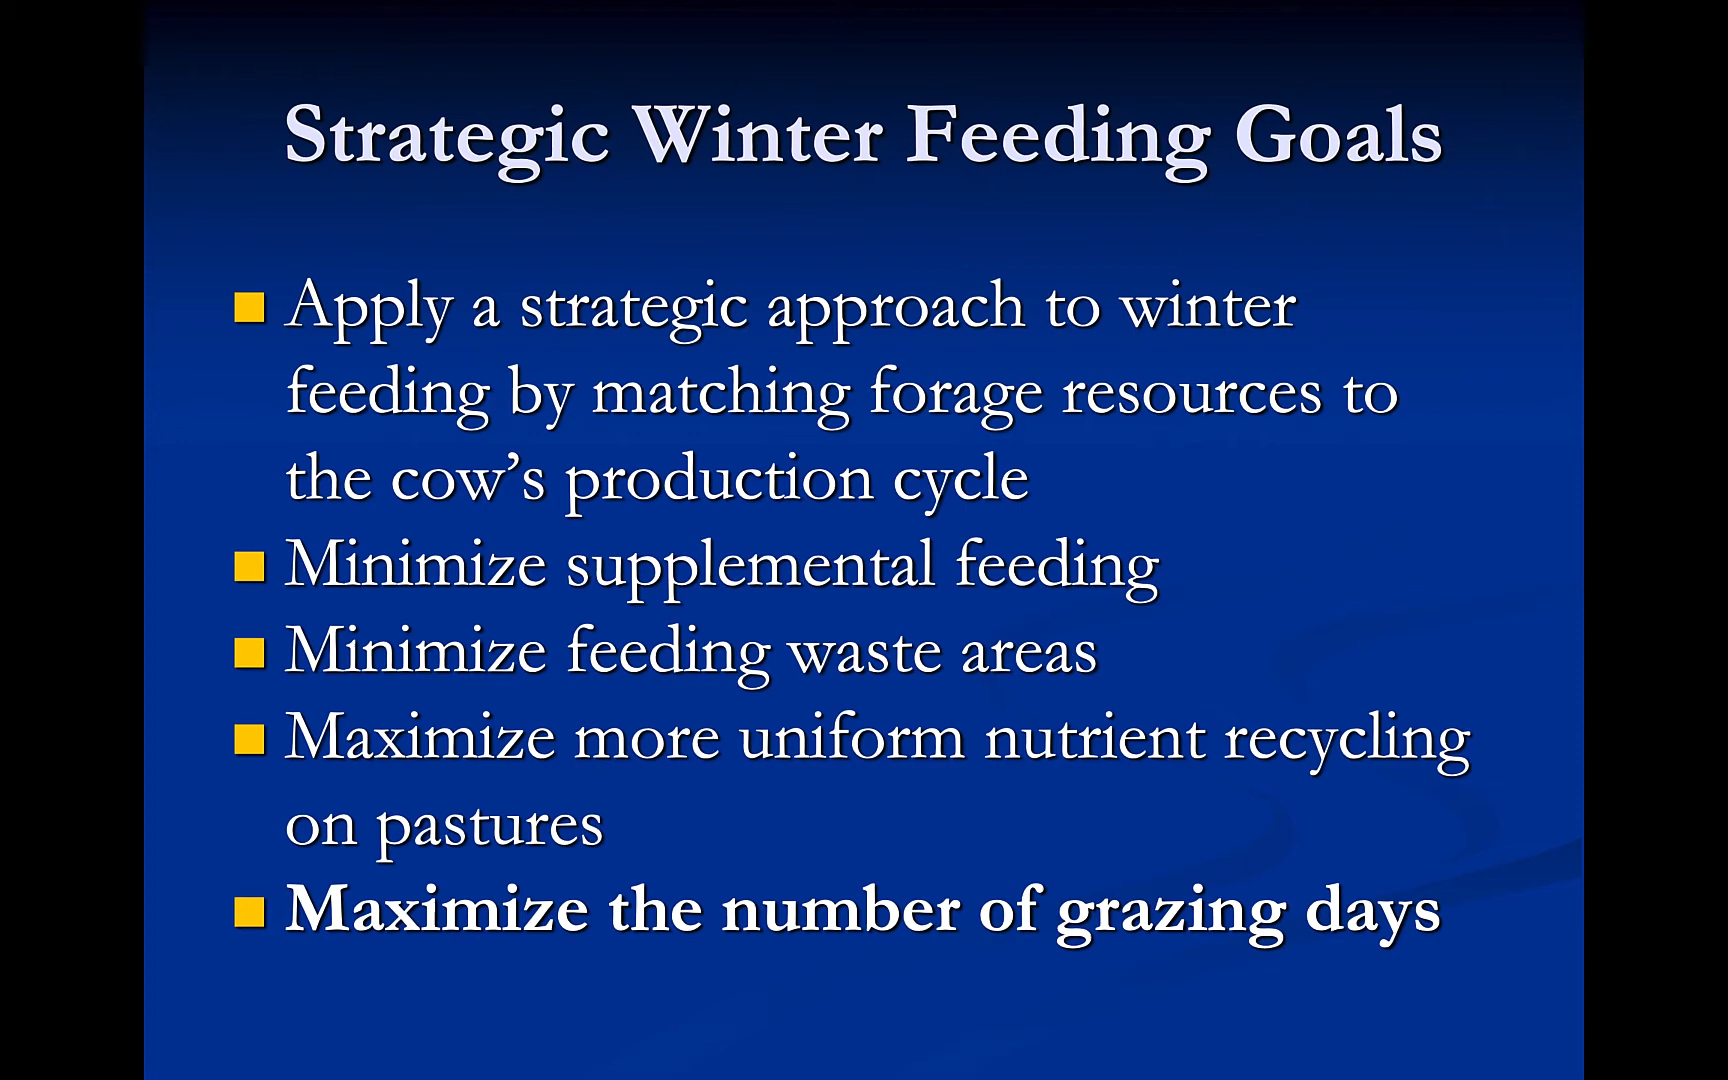 Strategic Winter Feeding Goals
Apply a strategic approach to winter
feeding by matching forage resources to
the cow’s production cycle
Minimize supplemental feeding
Minimize feeding waste areas
Maximize more uniform nutrient recycling
on pastures
Maximize the number of grazing days